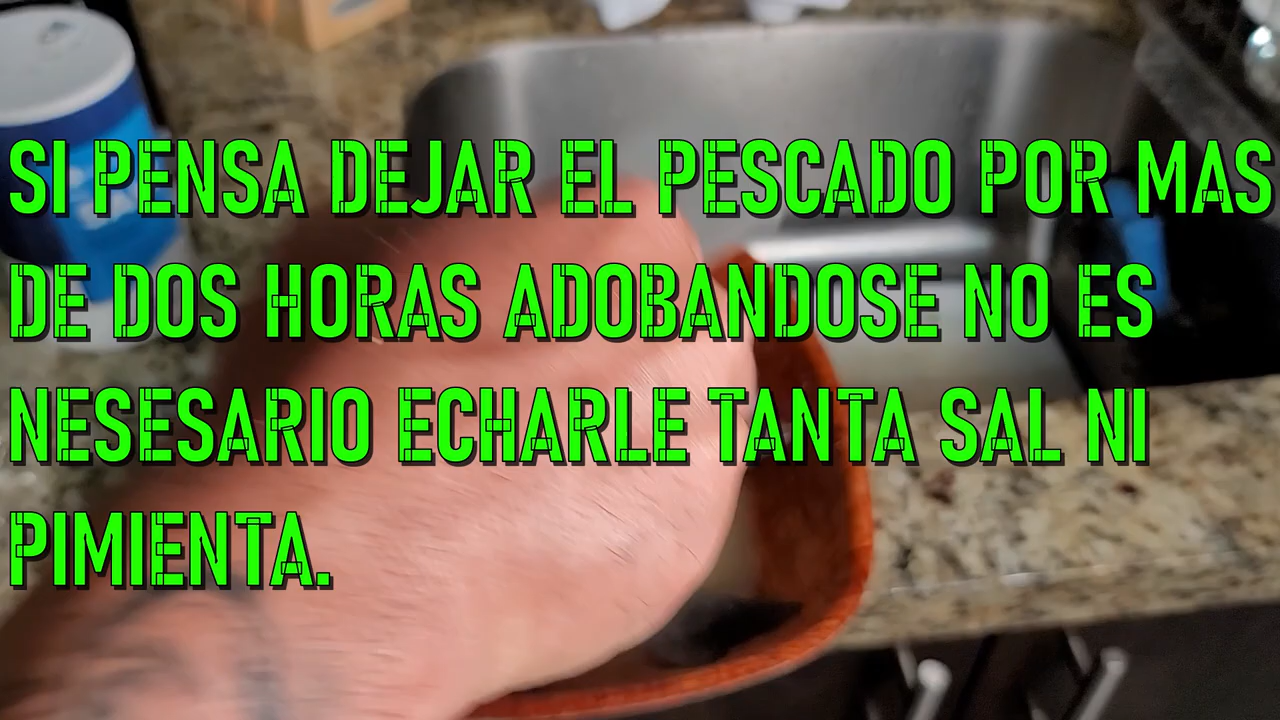 SI PENSA DEJAR EL PESCADO POR MAS
DE DOS HORAS ADOBANDOSE NO ES
NESESARIO ECHARLE TANTA SAL NI
PIMIENTA.